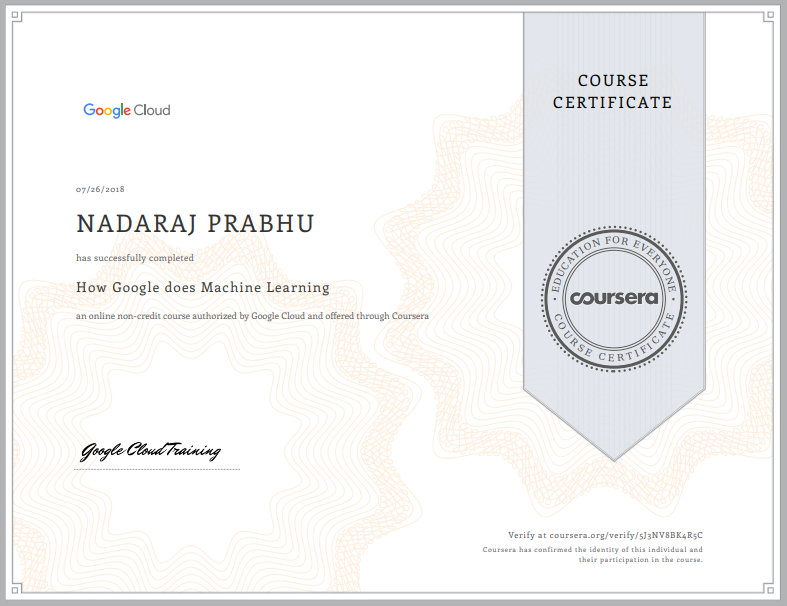 COURSE
CERTIFICATE
Google Cloud
07/26/2018
NADARAJ PRABHU
has successfully completed
How Google does Machine Learning
an online non-credit course authorized by Google Cloud and offered through Coursera
EDUCATION FOR EVERYONE
coursera
COURSE CERTIFICATE
Google Cloud Training
Verify at coursera.org/verify/5J3NV8BK4R5C
Coursera has confirmed the identity of this individual and
their participation in the course.